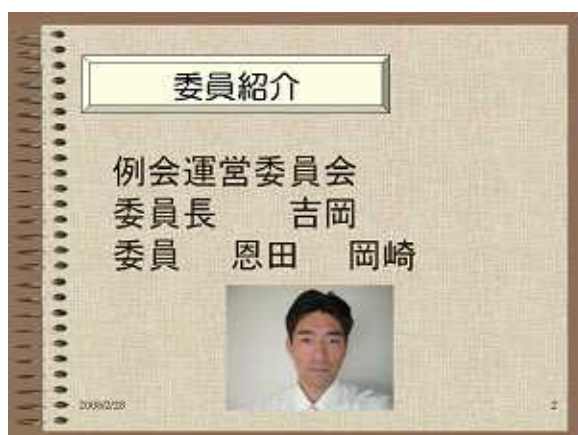 委員紹介
例会運営委員会
委員長 吉岡
委員 恩田 岡崎
2008/2/28
2